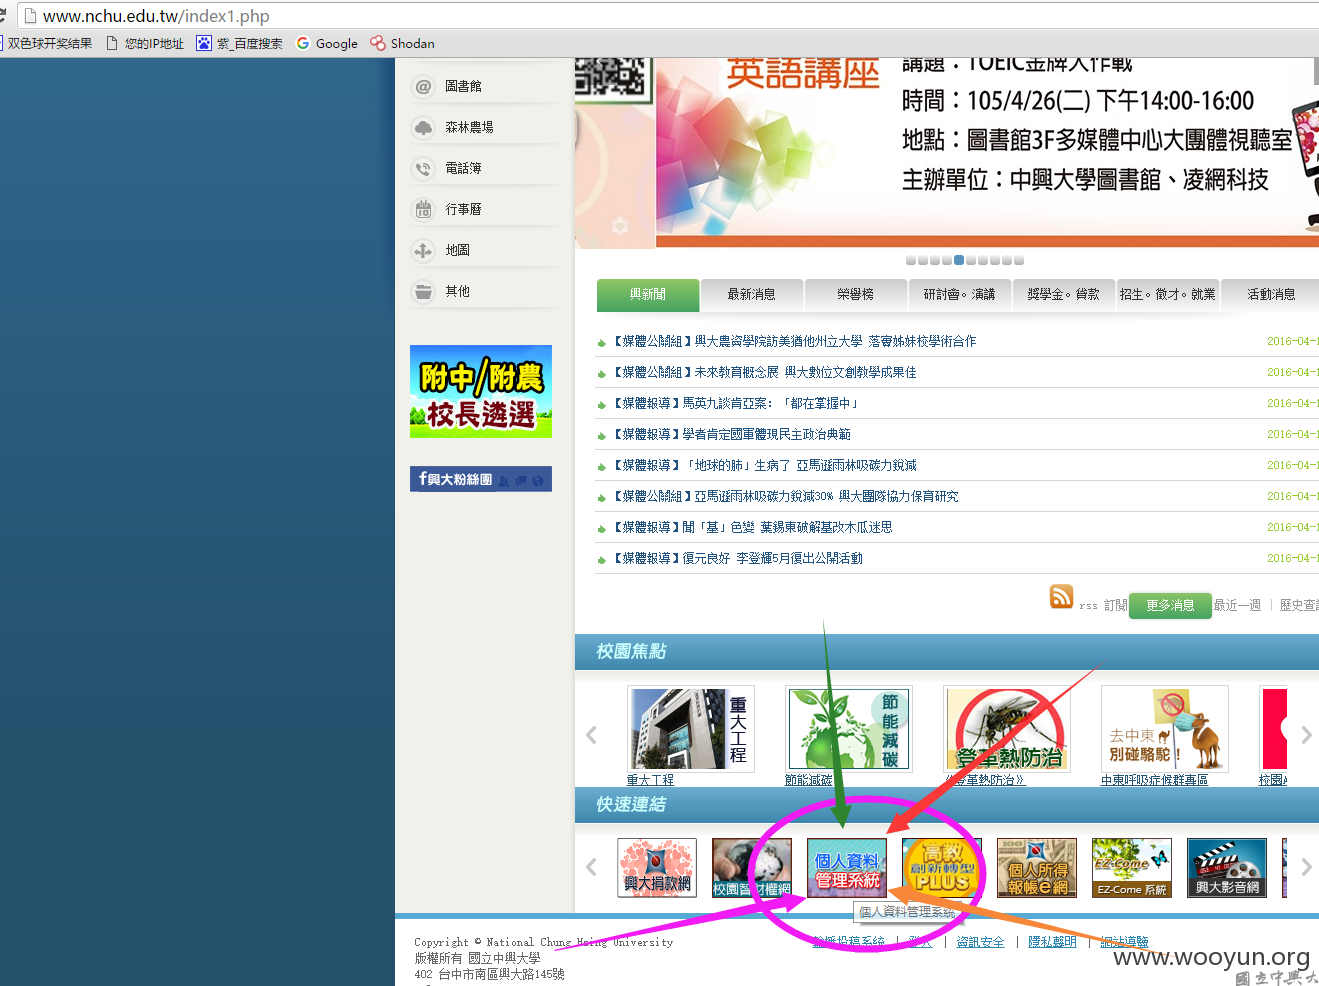 www.nchu.edu.tw/index1.php
双色球开奖结果 您的IP地址 紫_百度搜索 Google Shodan
圖書館
森林農場
電話簿
行事曆
地圖
其他
附中/附農
校長遴選
f興大粉絲團
英語講座
講題：TOEIC金牌大作戰
時間：105/4/26(二) 下午14:00-16:00
地點：圖書館3F多媒體中心大團體視聽室
主辦單位：中興大學圖書館、凌網科技
興新聞 最新消息 榮譽榜 研討會。演講 獎學金。貸款 招生。徵才。就業 活動消息
【媒體公關組】興大農資學院訪美猶他州立大學 落實姊妹校學術合作 2016-04-1
【媒體公關組】未來教育概念展 興大數位文創教學成果佳 2016-04-1
【媒體報導】馬英九談肯亞案：「都在掌握中」 2016-04-1
【媒體報導】學者肯定國軍體現民主政治典範 2016-04-1
【媒體報導】「地球的肺」生病了 亞馬遜雨林吸碳力銳減 2016-04-1
【媒體公關組】亞馬遜雨林吸碳力銳減30% 興大團隊協力保育研究 2016-04-1
【媒體報導】聞「基」色變 葉錫東破解基改木瓜迷思 2016-04-1
【媒體報導】復元良好 李登輝5月復出公開活動 2016-04-1
rss 訂閱 更多消息 最近一週 | 歷史查
校園焦點
重大工程
節能減碳
登革熱防治
去中東
別碰駱駝！
重大工程 節能減碳 《登革熱防治》 中東呼吸症候群專區 校園
快速連結
興大捐款網
校園智財權網
個人資料
管理系統
高教
創新轉型
PLUS
個人所得
報帳e網
EZ-Come
EZ-Come 系統
興大影音網
個人資料管理系統
Copyright © National Chung Hsing University
版權所有 國立中興大學
402 台中市南區興大路145號
輪播投稿系統 | 登入 | 資訊安全 | 隱私聲明 | 網站導覽
www.wooyun.org
國立中興大